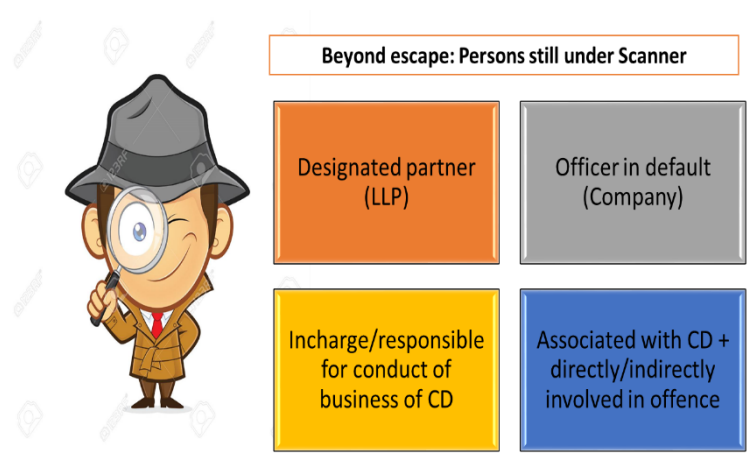 Beyond escape: Persons still under Scanner
Designated partner
(LLP)
Officer in default
(Company)
Incharge/responsible
for conduct of
business of CD
Associated with CD +
directly/indirectly
involved in offence
123RF